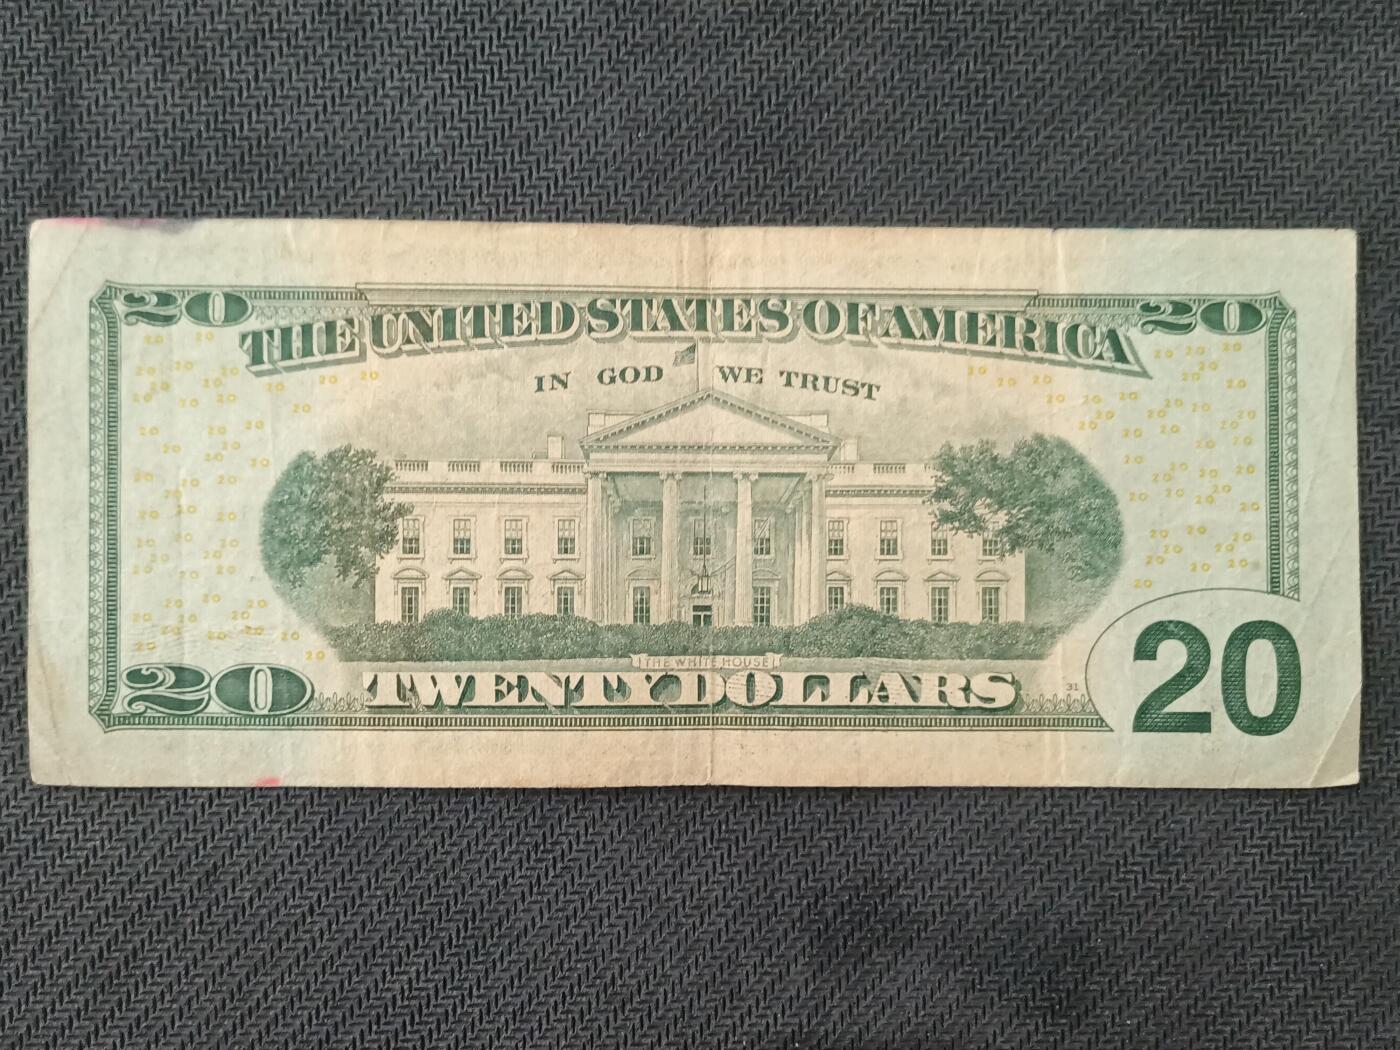 20 20
THE UNITED STATES OF AMERICA
IN GOD WE TRUST
THE WHITE HOUSE
20 TWENTY DOLLARS 31 20